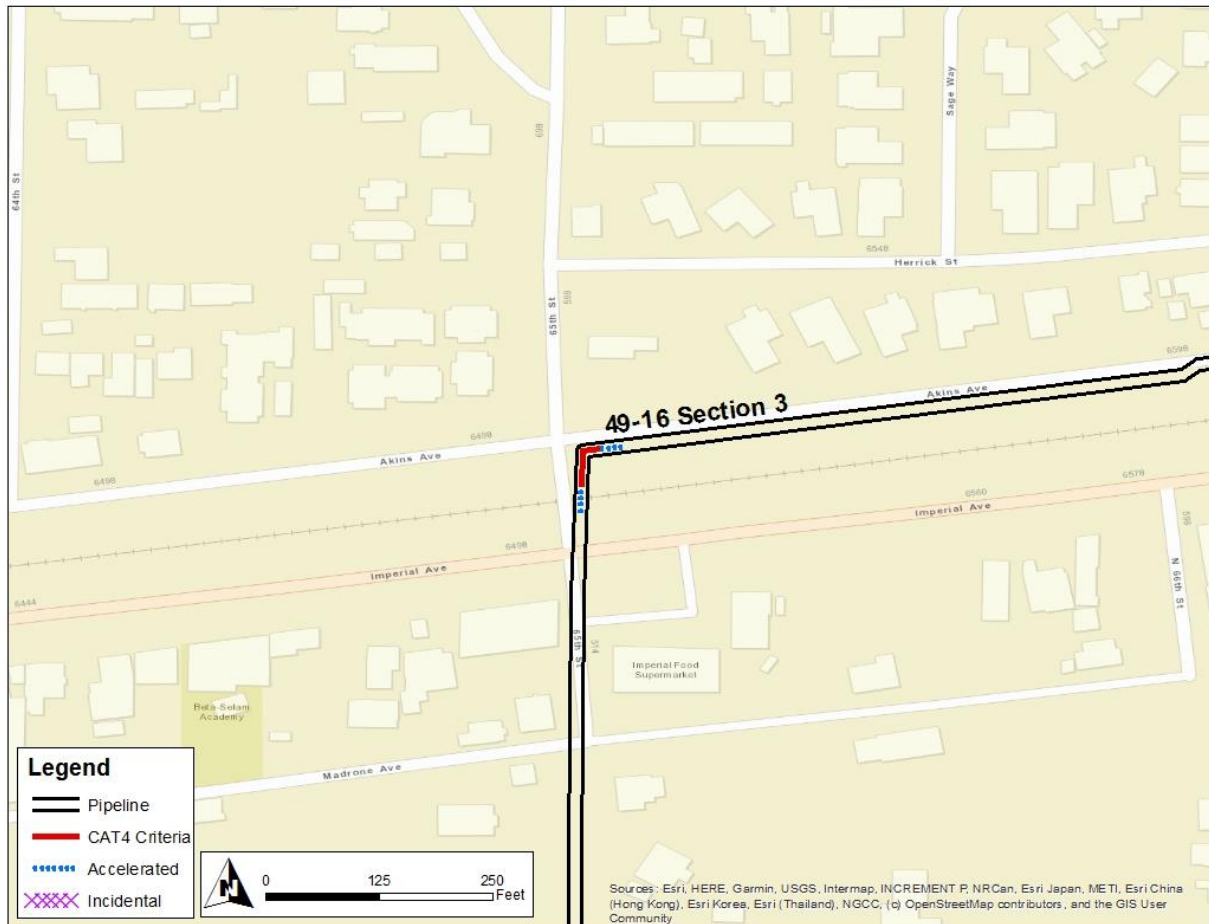 64th St
698
Sage Way
6548
Herrick St
699
65th St
6598
Akins Ave
49-16 Section 3
6498
Akins Ave
6498
6578
6560
Imperial Ave
6498
Imperial Ave
6444
N 66th St
65th St
514
Imperial Food
Supermarket
Beta-Selam
Academy
Madrone Ave
Legend
Pipeline
CAT4 Criteria
Accelerated
Incidental
N
0 125 250
Feet
Sources: Esri, HERE, Garmin, USGS, Intermap, INCREMENT P, NRCan, Esri Japan, METI, Esri China
(Hong Kong), Esri Korea, Esri (Thailand), NGCC, (c) OpenStreetMap contributors, and the GIS User
Community